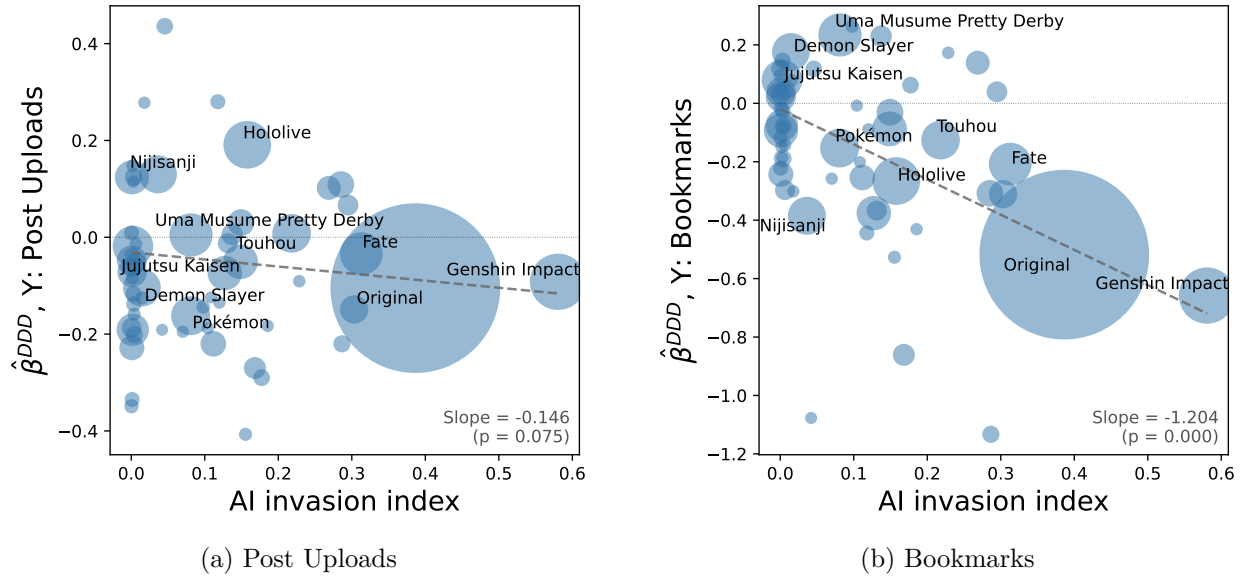 0.4
0.2
0.0
−0.2
−0.4
β̂^DDD, Y: Post Uploads
Hololive
Nijisanji
Uma Musume Pretty Derby
Touhou
Fate
Jujutsu Kaisen
Genshin Impact
Demon Slayer
Original
Pokémon
Slope = -0.146
(p = 0.075)
0.0 0.1 0.2 0.3 0.4 0.5 0.6
AI invasion index
(a) Post Uploads
0.2
0.0
−0.2
−0.4
−0.6
−0.8
−1.0
−1.2
β̂^DDD, Y: Bookmarks
Uma Musume Pretty Derby
Demon Slayer
Jujutsu Kaisen
Touhou
Pokémon
Fate
Hololive
Nijisanji
Original
Genshin Impact
Slope = -1.204
(p = 0.000)
0.0 0.1 0.2 0.3 0.4 0.5 0.6
AI invasion index
(b) Bookmarks